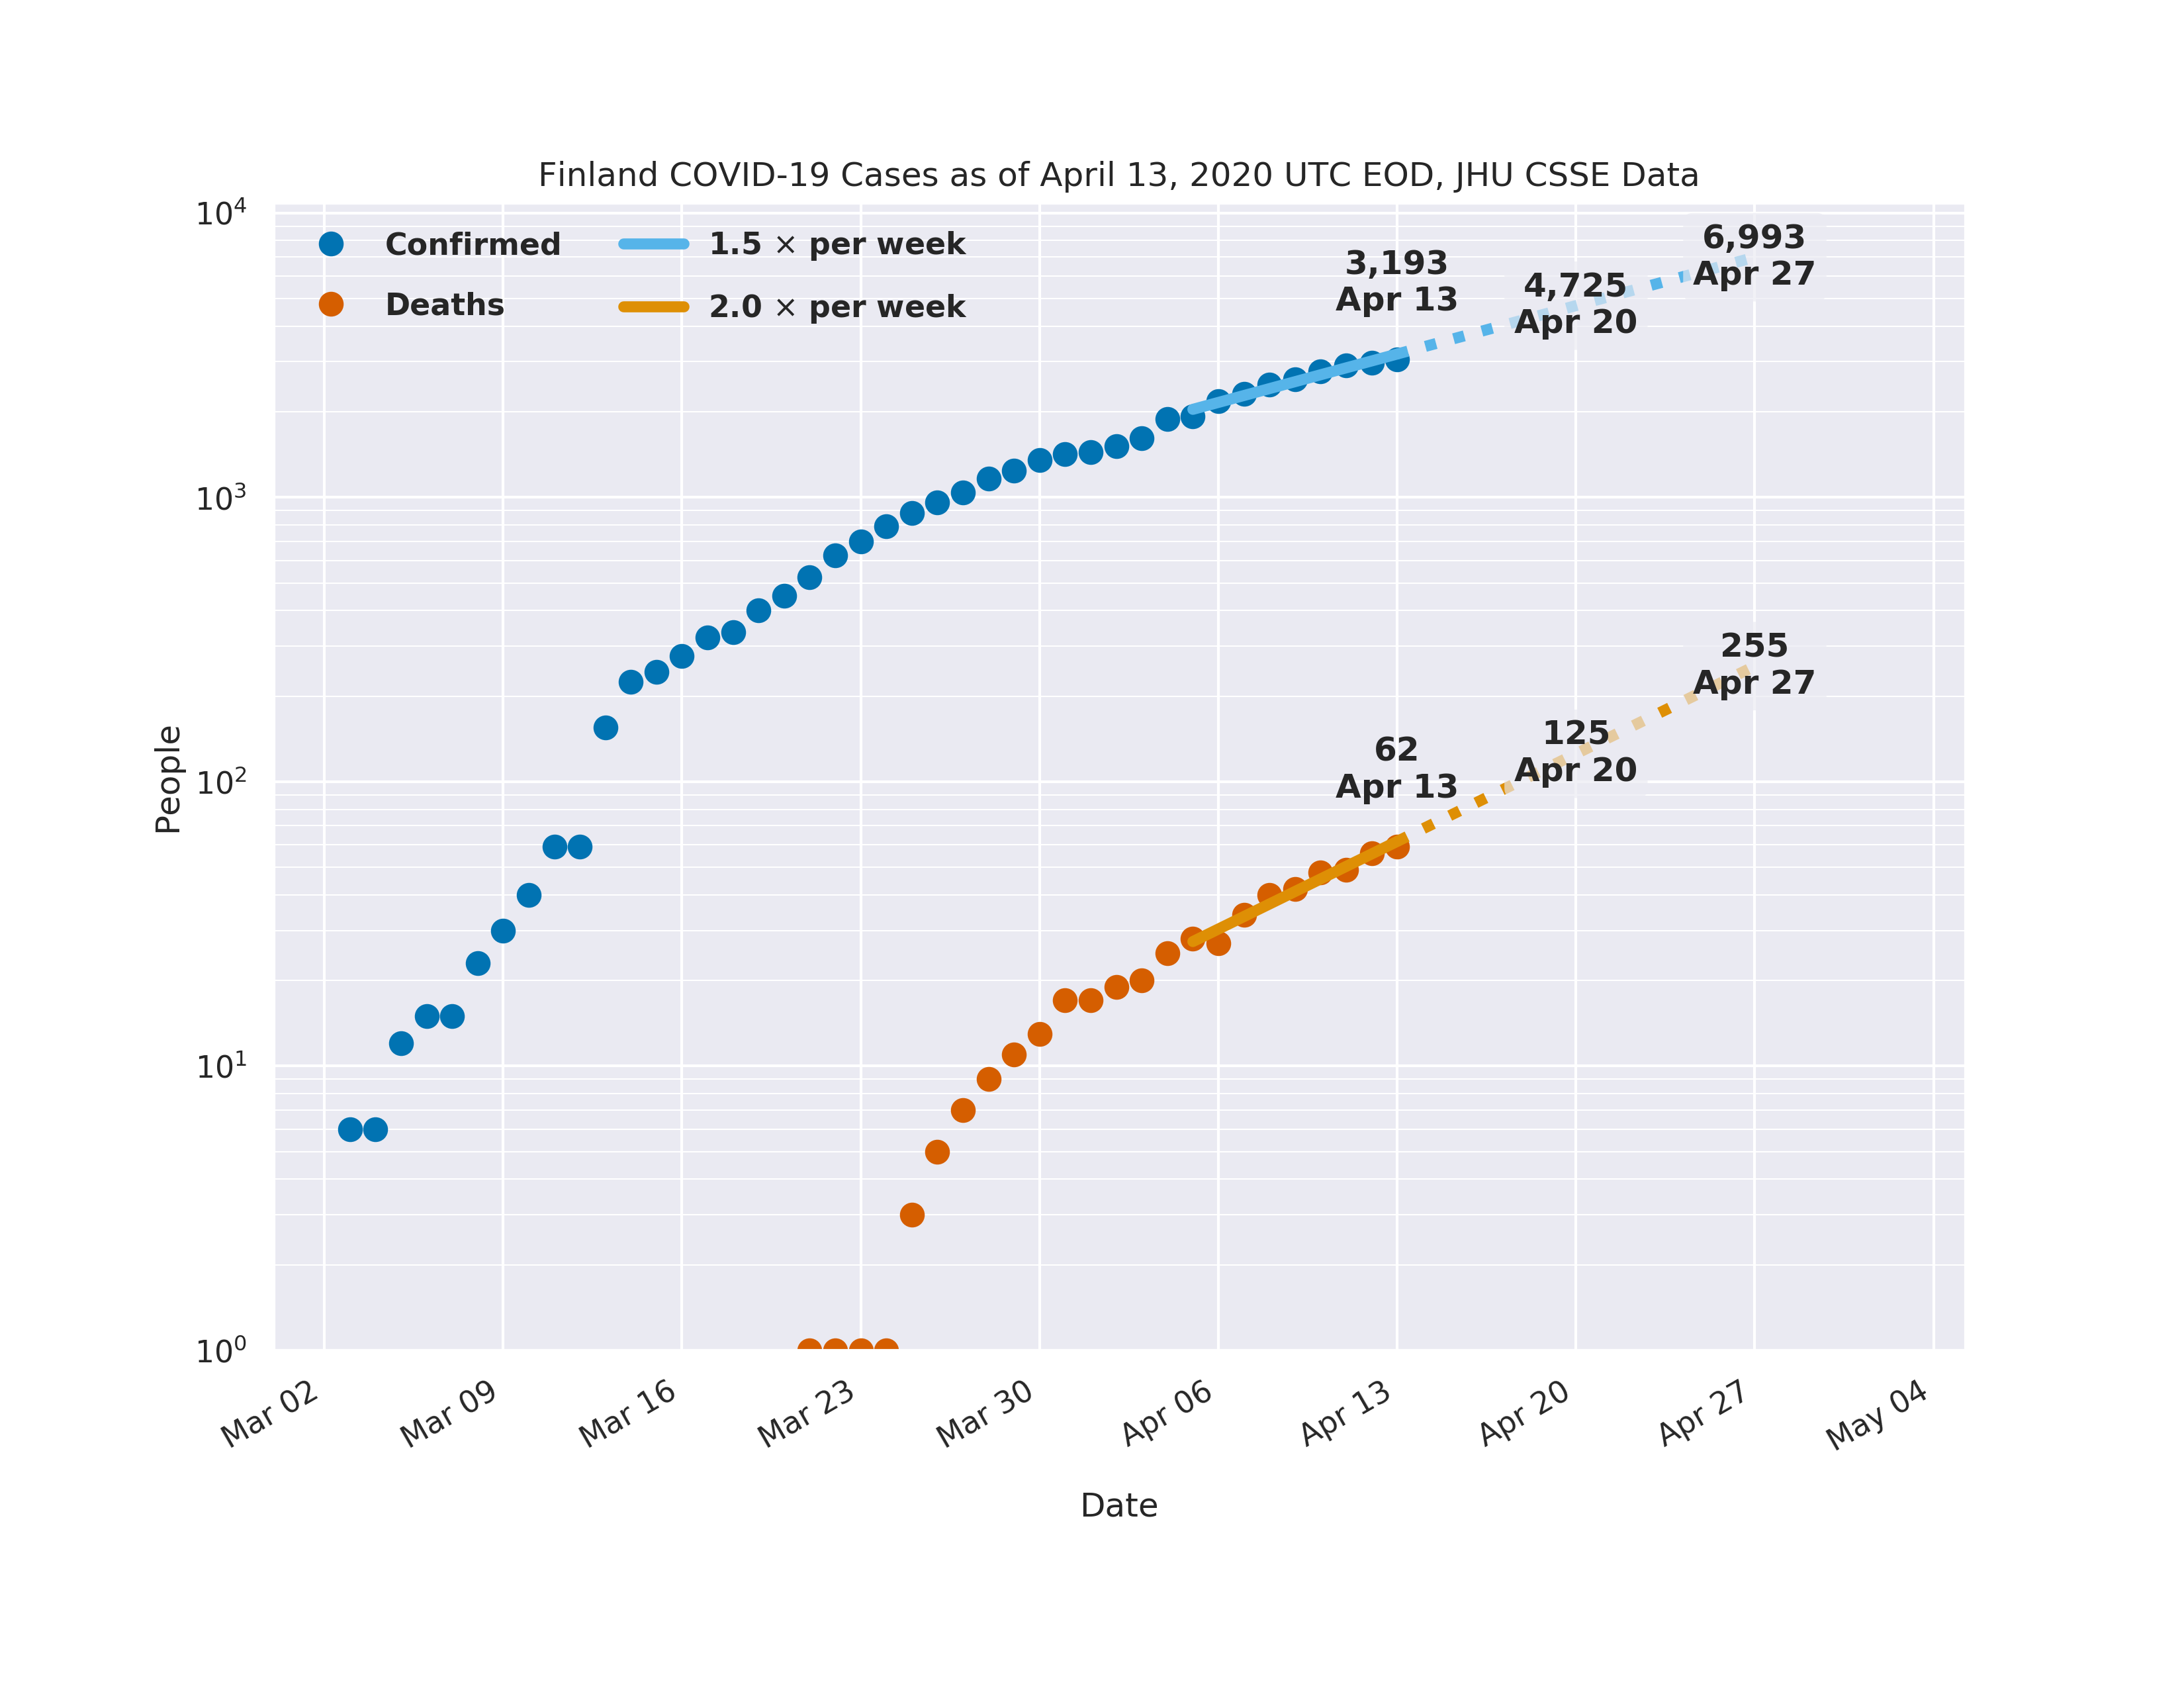 Finland COVID-19 Cases as of April 13, 2020 UTC EOD, JHU CSSE Data
Confirmed
Deaths
1.5 × per week
2.0 × per week
3,193
Apr 13
4,725
Apr 20
6,993
Apr 27
62
Apr 13
125
Apr 20
255
Apr 27
People
10⁴
10³
10²
10¹
10⁰
Mar 02
Mar 09
Mar 16
Mar 23
Mar 30
Apr 06
Apr 13
Apr 20
Apr 27
May 04
Date